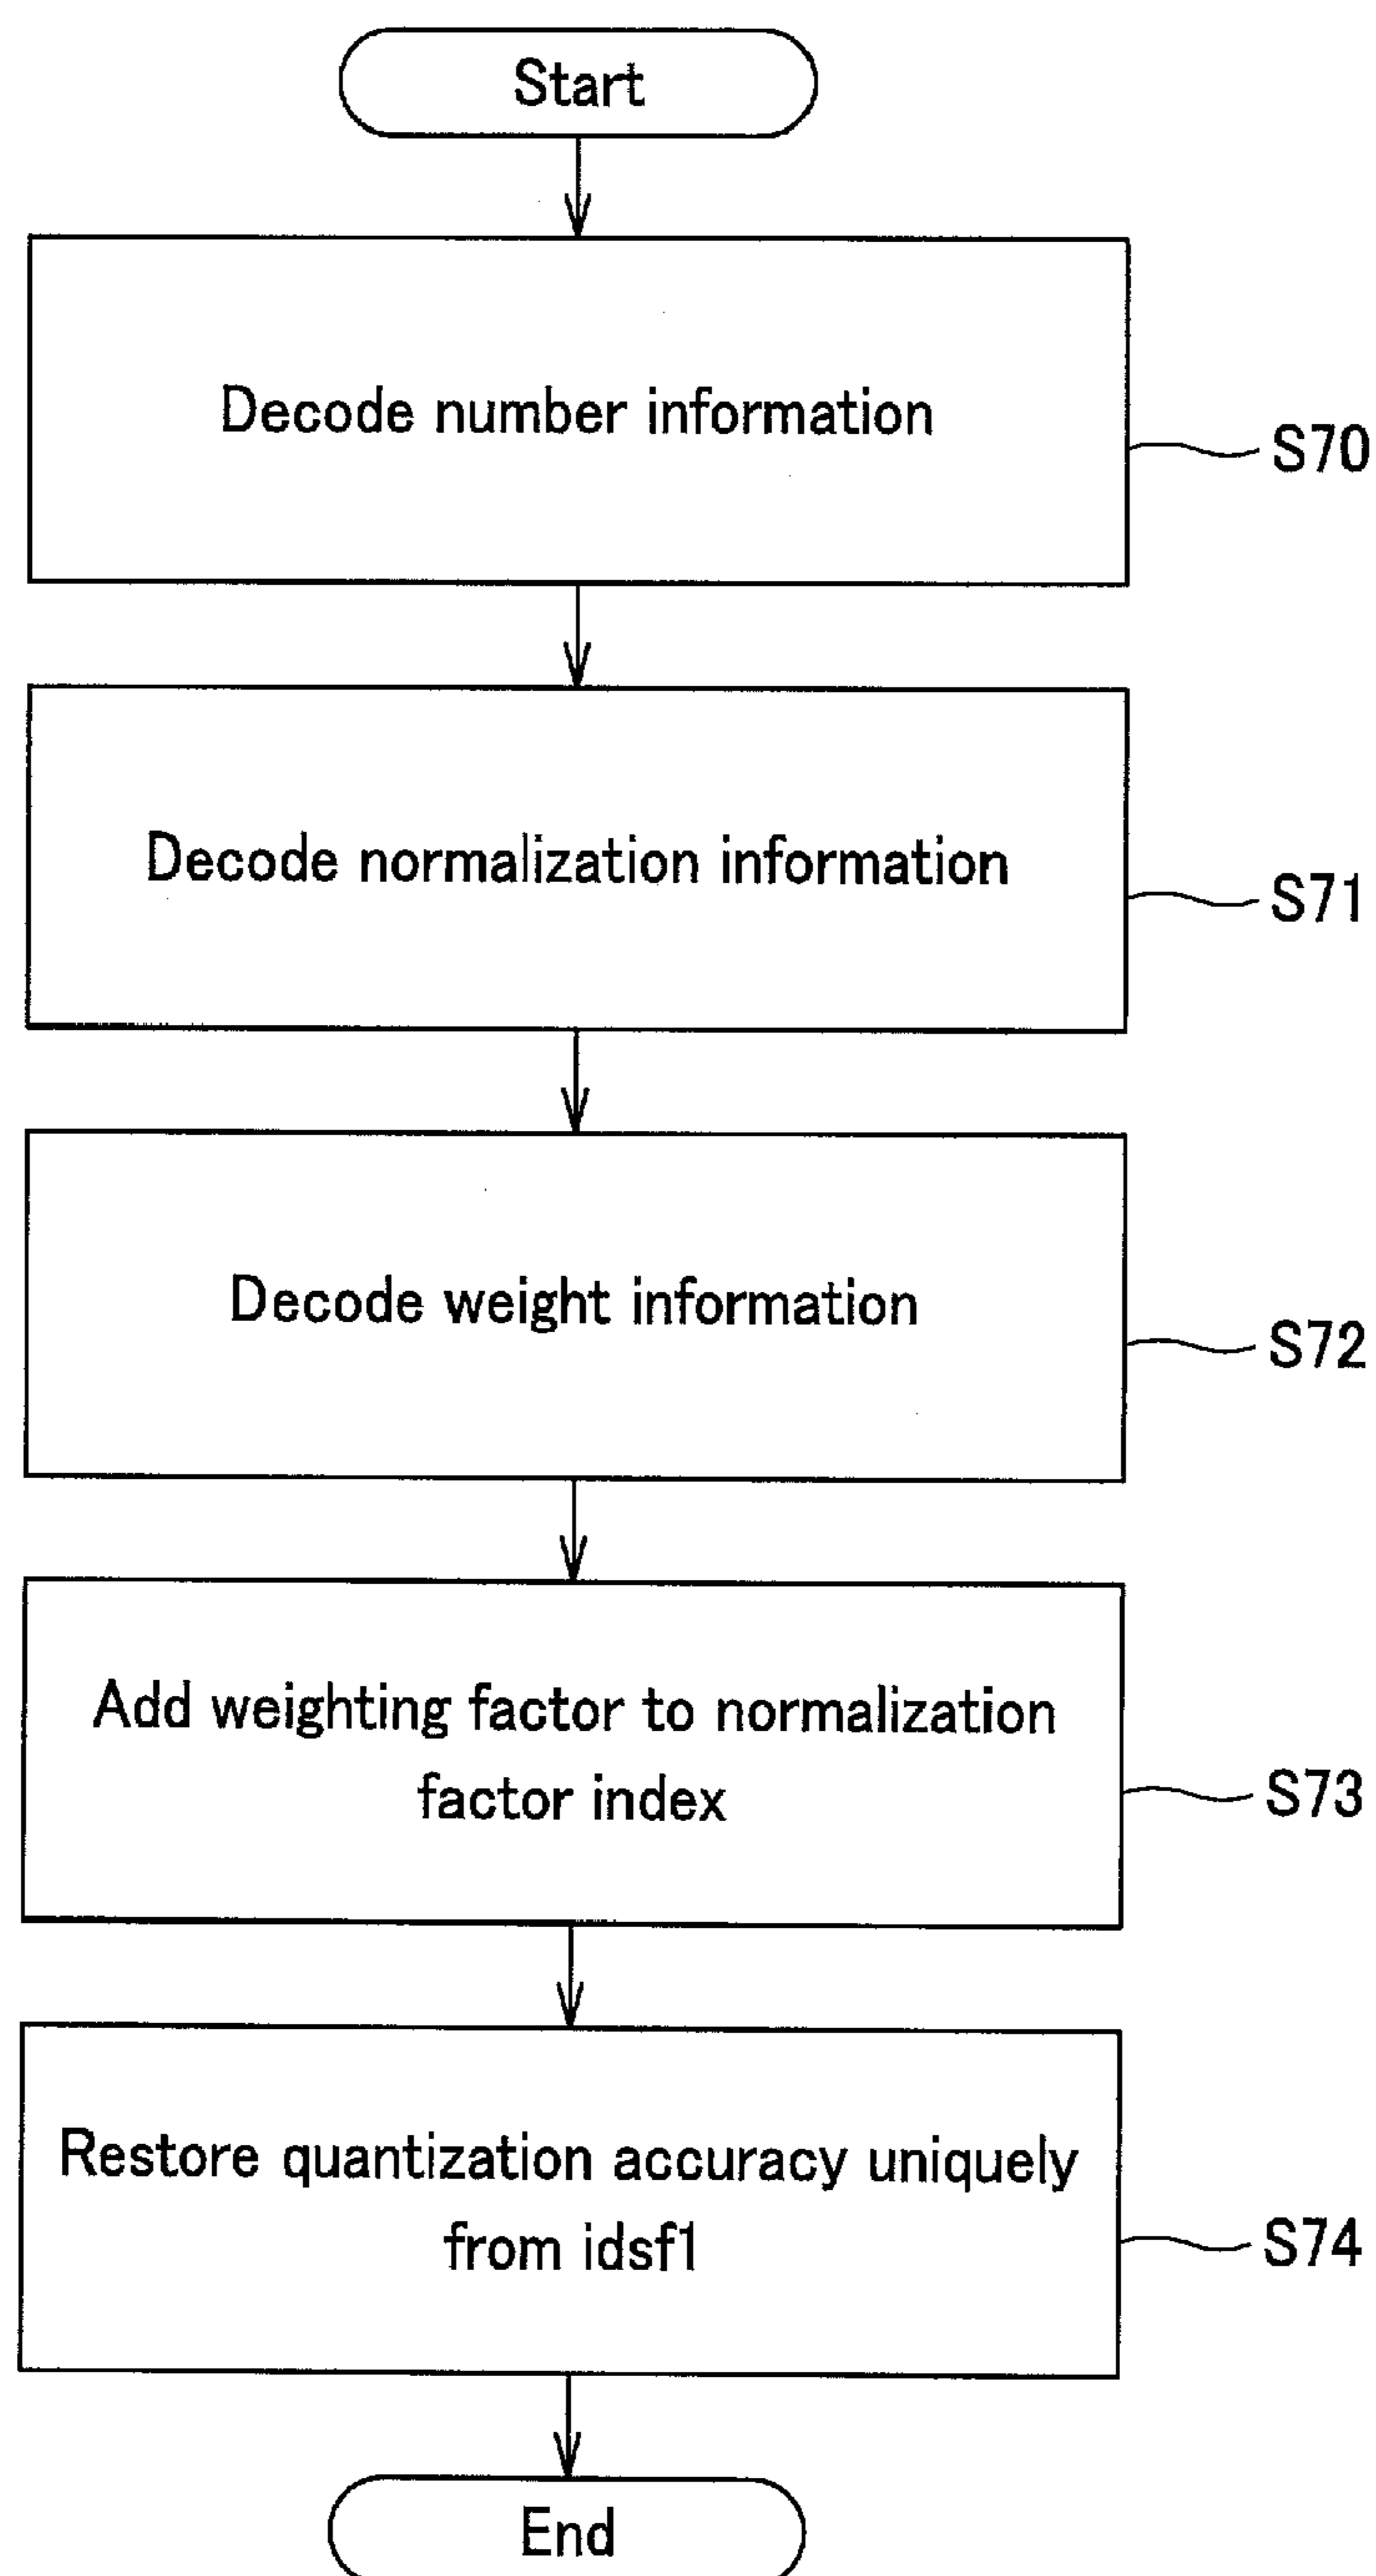 Start
Decode number information
S70
Decode normalization information
S71
Decode weight information
S72
Add weighting factor to normalization
factor index
S73
Restore quantization accuracy uniquely
from idsf1
S74
End